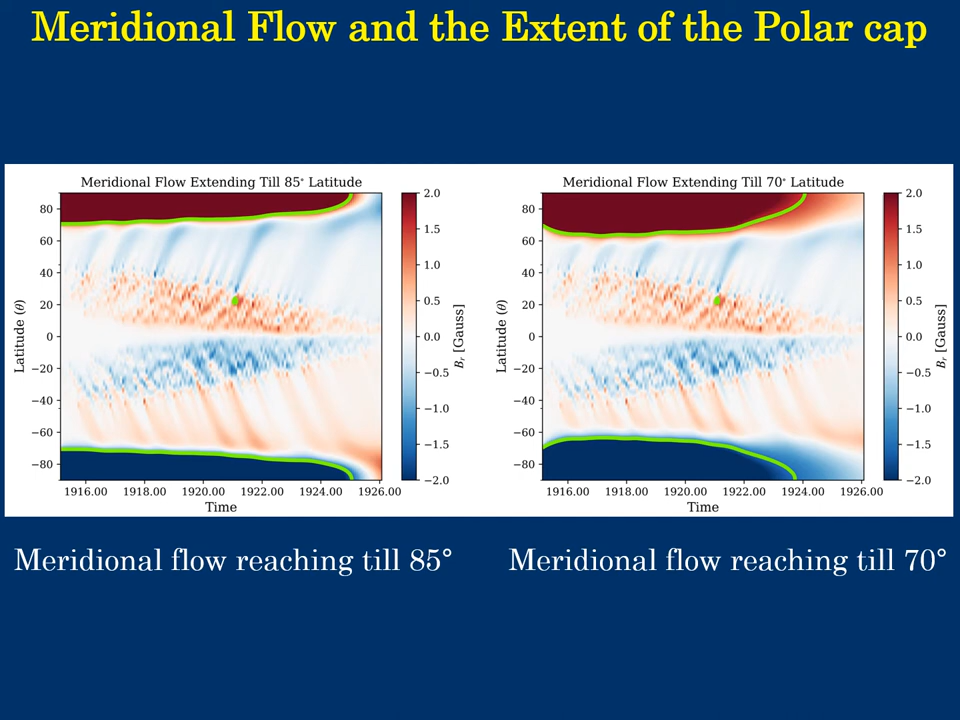 Meridional Flow and the Extent of the Polar cap
Meridional Flow Extending Till 85° Latitude
80
60
40
20
0
−20
−40
−60
−80
Latitude (θ)
1916.00 1918.00 1920.00 1922.00 1924.00 1926.00
Time
2.0
1.5
1.0
0.5
0.0
−0.5
−1.0
−1.5
−2.0
Br [Gauss]
Meridional Flow Extending Till 70° Latitude
80
60
40
20
0
−20
−40
−60
−80
Latitude (θ)
1916.00 1918.00 1920.00 1922.00 1924.00 1926.00
Time
2.0
1.5
1.0
0.5
0.0
−0.5
−1.0
−1.5
−2.0
Br [Gauss]
Meridional flow reaching till 85°
Meridional flow reaching till 70°